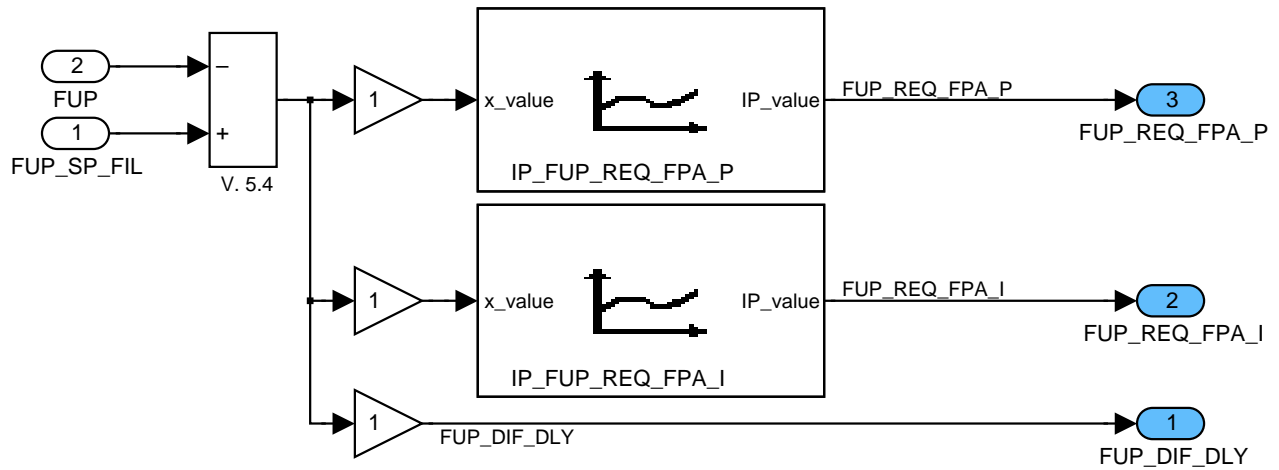 2
FUP
1
FUP_SP_FIL
−
+
V. 5.4
1
x_value
IP_value
IP_FUP_REQ_FPA_P
FUP_REQ_FPA_P
3
FUP_REQ_FPA_P
1
x_value
IP_value
IP_FUP_REQ_FPA_I
FUP_REQ_FPA_I
2
FUP_REQ_FPA_I
1
FUP_DIF_DLY
1
FUP_DIF_DLY